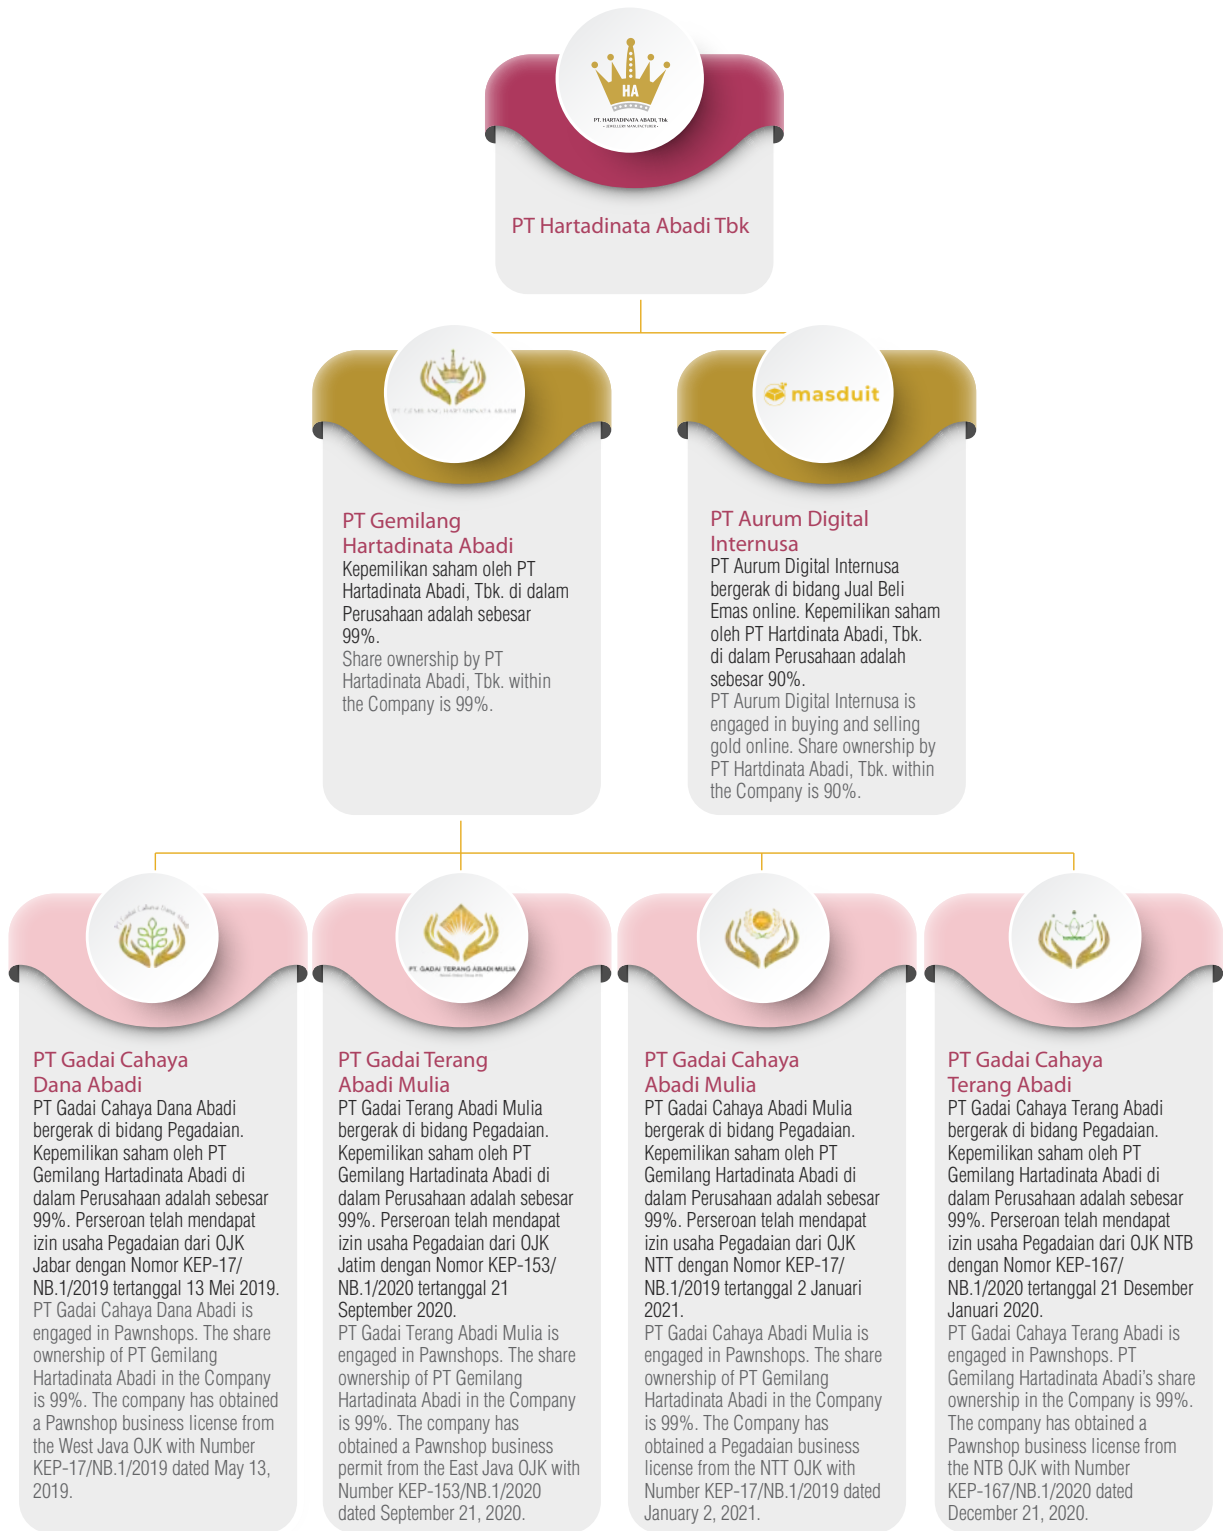 HA
PT. HARTADINATA ABADI, Tbk
• JEWELLERY MANUFACTURER •
PT Hartadinata Abadi Tbk
PT. GEMILANG HARTADINATA ABADI
masduit
PT Gemilang
Hartadinata Abadi
Kepemilikan saham oleh PT
Hartadinata Abadi, Tbk. di dalam
Perusahaan adalah sebesar
99%.
Share ownership by PT
Hartadinata Abadi, Tbk. within
the Company is 99%.
PT Aurum Digital
Internusa
PT Aurum Digital Internusa
bergerak di bidang Jual Beli
Emas online. Kepemilikan saham
oleh PT Hartdinata Abadi, Tbk.
di dalam Perusahaan adalah
sebesar 90%.
PT Aurum Digital Internusa is
engaged in buying and selling
gold online. Share ownership by
PT Hartdinata Abadi, Tbk. within
the Company is 90%.
PT Gadai Cahaya Dana Abadi
PT. GADAI TERANG ABADI MULIA
PT Gadai Cahaya
Dana Abadi
PT Gadai Cahaya Dana Abadi
bergerak di bidang Pegadaian.
Kepemilikan saham oleh PT
Gemilang Hartadinata Abadi di
dalam Perusahaan adalah sebesar
99%. Perseroan telah mendapat
izin usaha Pegadaian dari OJK
Jabar dengan Nomor KEP-17/
NB.1/2019 tertanggal 13 Mei 2019.
PT Gadai Cahaya Dana Abadi is
engaged in Pawnshops. The share
ownership of PT Gemilang
Hartadinata Abadi in the Company
is 99%. The company has obtained
a Pawnshop business license from
the West Java OJK with Number
KEP-17/NB.1/2019 dated May 13,
2019.
PT Gadai Terang
Abadi Mulia
PT Gadai Terang Abadi Mulia
bergerak di bidang Pegadaian.
Kepemilikan saham oleh PT
Gemilang Hartadinata Abadi di
dalam Perusahaan adalah sebesar
99%. Perseroan telah mendapat
izin usaha Pegadaian dari OJK
Jatim dengan Nomor KEP-153/
NB.1/2020 tertanggal 21
September 2020.
PT Gadai Terang Abadi Mulia is
engaged in Pawnshops. The share
ownership of PT Gemilang
Hartadinata Abadi in the Company
is 99%. The company has
obtained a Pawnshop business
permit from the East Java OJK with
Number KEP-153/NB.1/2020
dated September 21, 2020.
PT Gadai Cahaya
Abadi Mulia
PT Gadai Cahaya Abadi Mulia
bergerak di bidang Pegadaian.
Kepemilikan saham oleh PT
Gemilang Hartadinata Abadi di
dalam Perusahaan adalah sebesar
99%. Perseroan telah mendapat
izin usaha Pegadaian dari OJK
NTT dengan Nomor KEP-17/
NB.1/2019 tertanggal 2 Januari
2021.
PT Gadai Cahaya Abadi Mulia is
engaged in Pawnshops. The share
ownership of PT Gemilang
Hartadinata Abadi in the Company
is 99%. The Company has
obtained a Pegadaian business
license from the NTT OJK with
Number KEP-17/NB.1/2019 dated
January 2, 2021.
PT Gadai Cahaya
Terang Abadi
PT Gadai Cahaya Terang Abadi
bergerak di bidang Pegadaian.
Kepemilikan saham oleh PT
Gemilang Hartadinata Abadi di
dalam Perusahaan adalah sebesar
99%. Perseroan telah mendapat
izin usaha Pegadaian dari OJK NTB
dengan Nomor KEP-167/
NB.1/2020 tertanggal 21 Desember
Januari 2020.
PT Gadai Cahaya Terang Abadi is
engaged in Pawnshops. PT
Gemilang Hartadinata Abadi's share
ownership in the Company is 99%.
The company has obtained a
Pawnshop business license from
the NTB OJK with Number
KEP-167/NB.1/2020 dated
December 21, 2020.